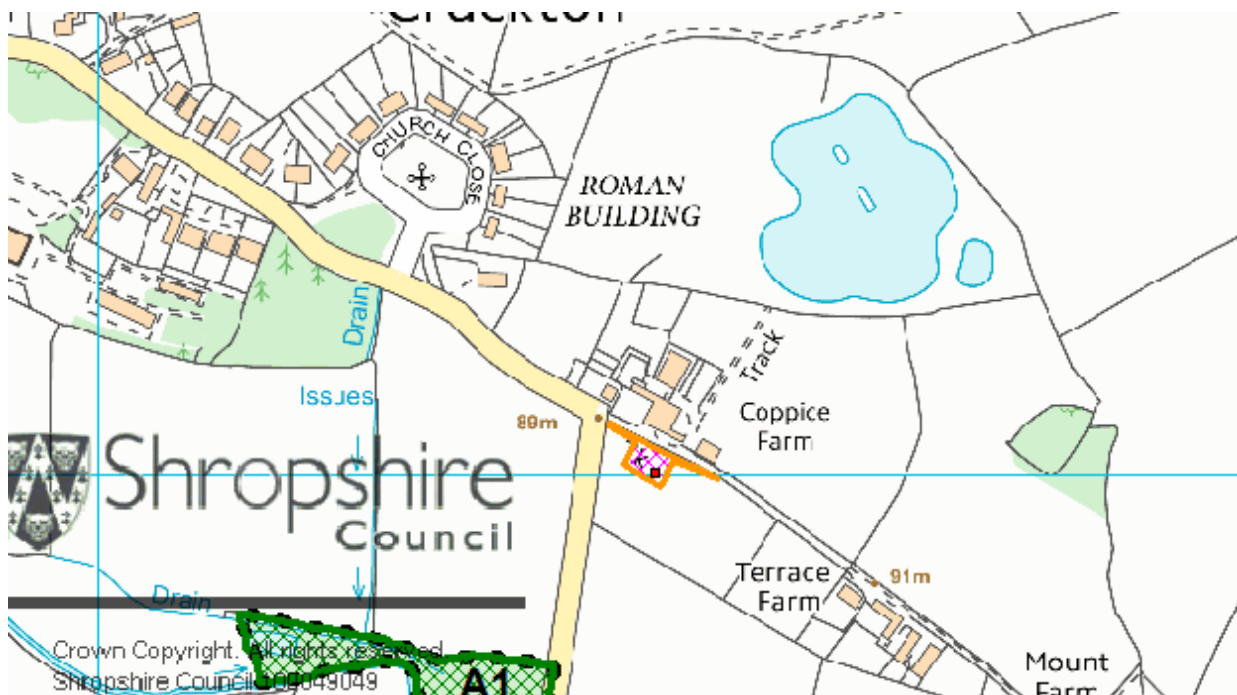 CHURCH CLOSE
ROMAN
BUILDING
Drain
Issues
Track
89m
Coppice
Farm
Shropshire
Council
Terrace
Farm
91m
Drain
Crown Copyright. All rights reserved
Shropshire Council 100049049
A1
Mount
Farm